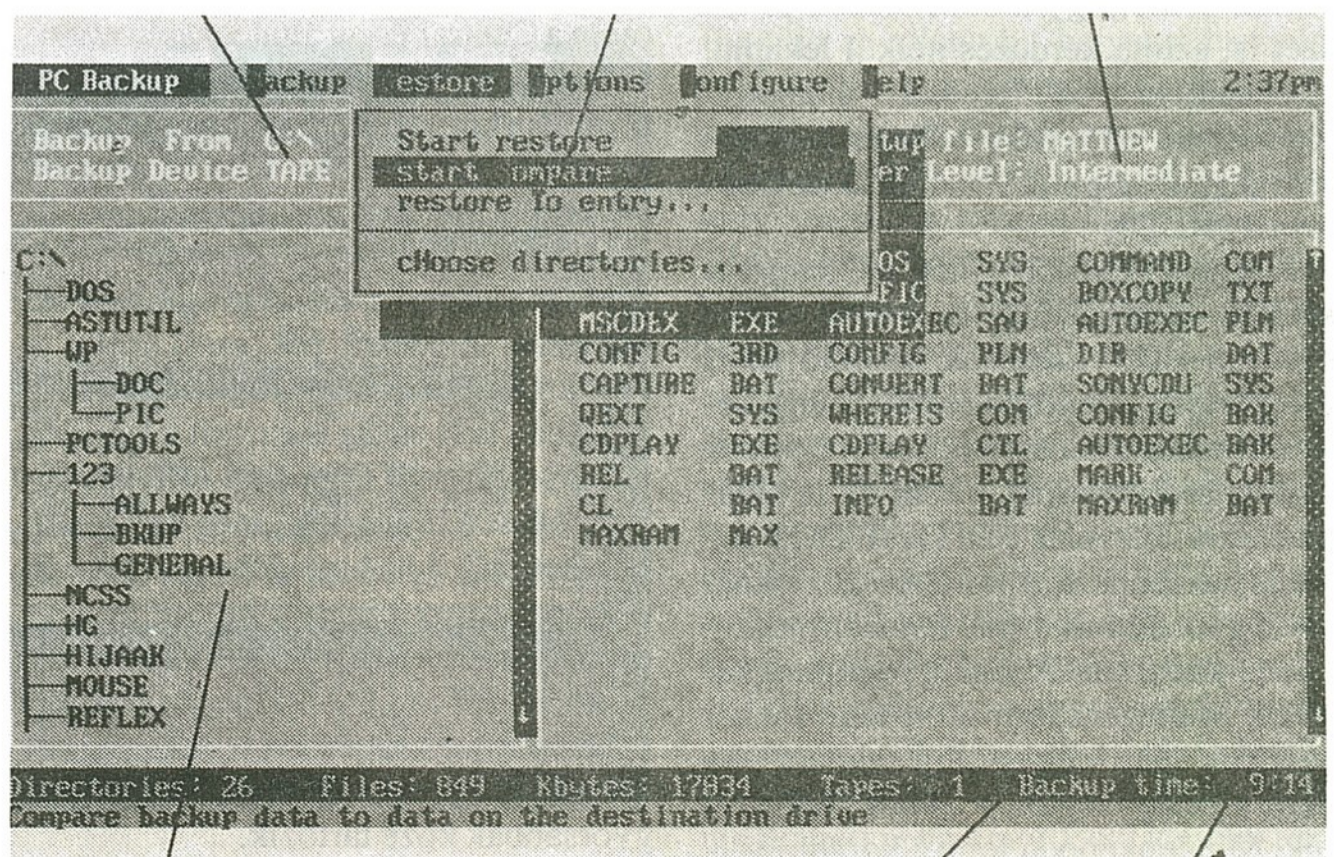 PC Backup ackup estore ptions onfigure elp 2:37pm
Backup From C:\
Backup Device TAPE
Start restore
start ompare
restore To entry...
cHoose directories...
tup file: MATTHEW
er Level: Intermediate
C:\
DOS
ASTUTIL
WP
DOC
PIC
PCTOOLS
123
ALLWAYS
BKUP
GENERAL
NCSS
HG
HIJAAK
MOUSE
REFLEX
OS SYS COMMAND COM
FIG SYS BOXCOPY TXT
MSCDEX EXE AUTOEXEC SAV AUTOEXEC PLM
CONFIG 3RD CONFIG PLM DIR DAT
CAPTURE BAT CONVERT BAT SONYCDU SYS
QEXT SYS WHEREIS COM CONFIG BAK
CDPLAY EXE CDPLAY CTL AUTOEXEC BAK
REL BAT RELEASE EXE MARK COM
CL BAT INFO BAT MAXRAM BAT
MAXRAM MAX
Directories: 26 Files: 849 Kbytes: 17834 Tapes: 1 Backup time: 9:14
Compare backup data to data on the destination drive